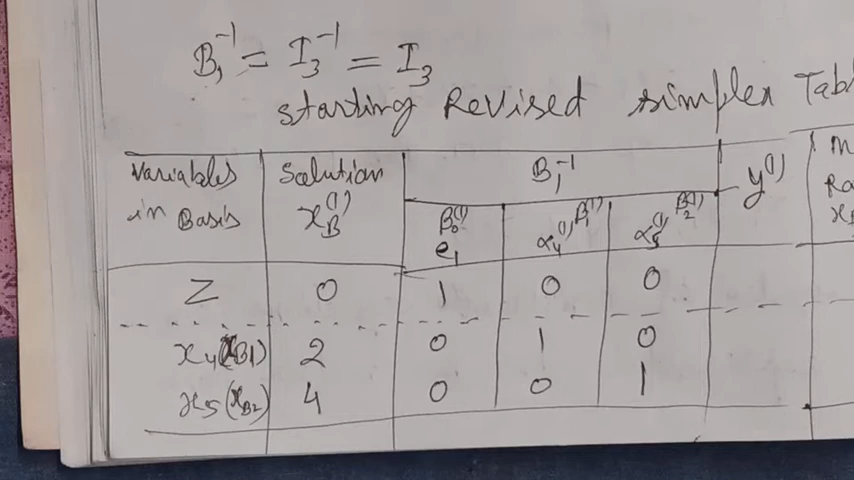 B₁⁻¹ = I₃⁻¹ = I₃
starting Revised simplex Tab
Variables in Basis | Solution x_B⁽¹⁾ | B₁⁻¹ | y⁽¹⁾ | M
β₀⁽¹⁾ e₁ | α₄⁽¹⁾ β₁⁽¹⁾ | α₅⁽¹⁾ β₂⁽¹⁾
Z 0 1 0 0
x₄(x_B1) 2 0 1 0
x₅(x_B2) 4 0 0 1